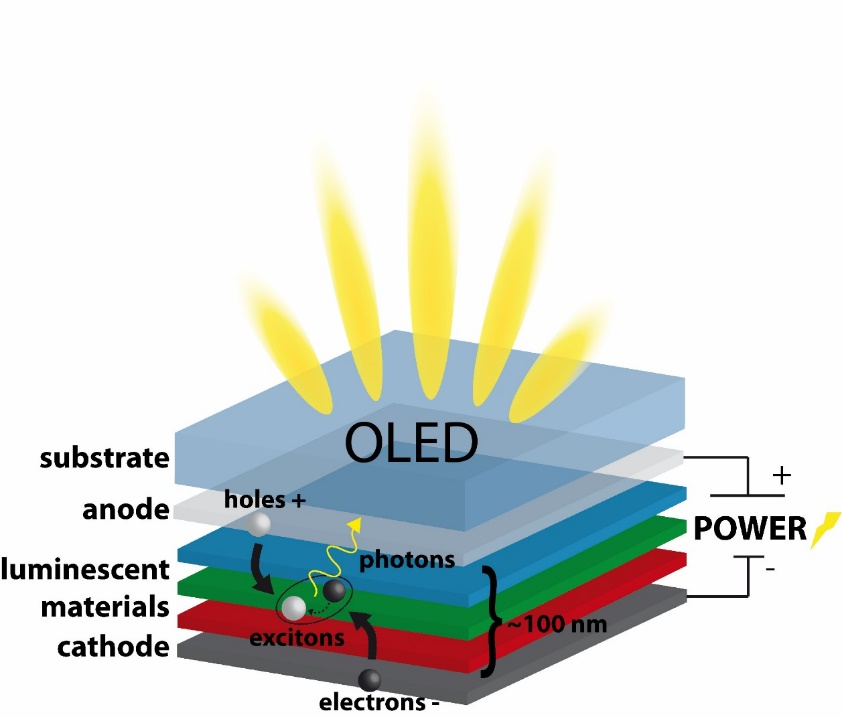 OLED
substrate
holes +
anode
+
POWER
-
photons
luminescent
materials
~100 nm
excitons
cathode
electrons -